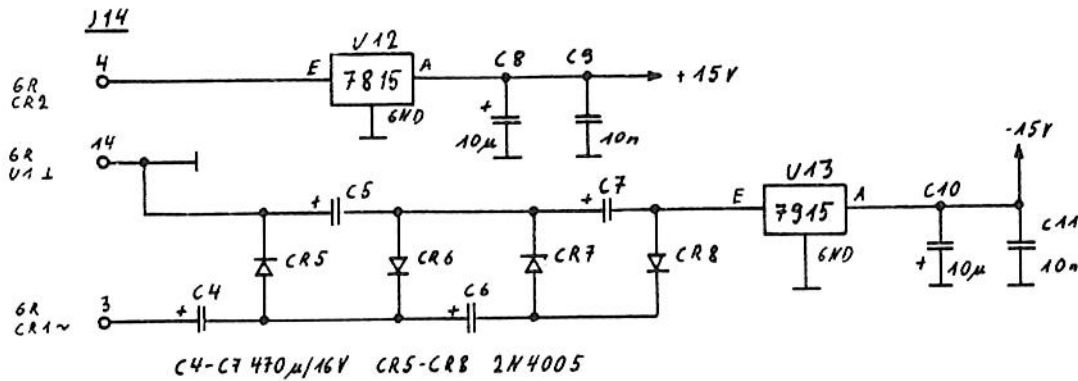 J14
4
GR
CR2
E
U12
7815
A
GND
C8
+
10μ
C9
10n
+15V
14
GR
U1 ⊥
+
C5
+
C7
CR5
CR6
CR7
CR8
E
U13
7915
A
GND
C10
+
10μ
-15V
C11
10n
3
GR
CR1~
+
C4
+
C6
C4-C7 470μ/16V CR5-CR8 2N4005